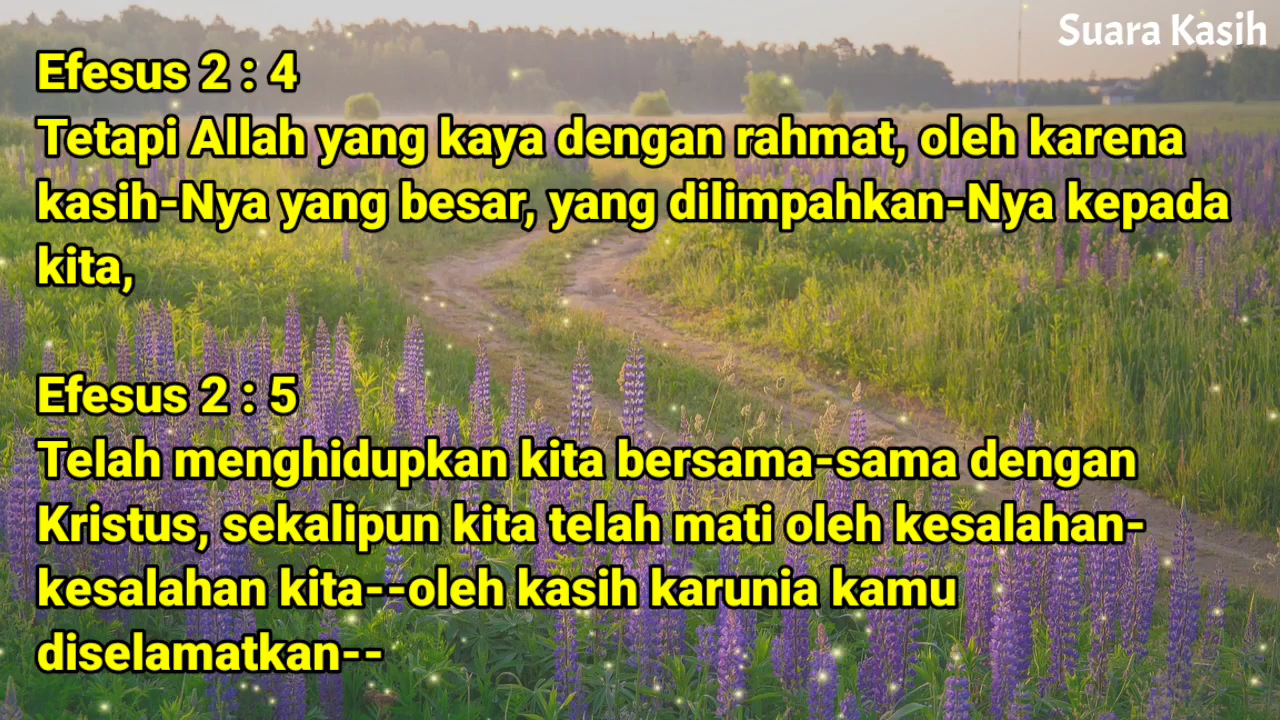 Suara Kasih
Efesus 2 : 4
Tetapi Allah yang kaya dengan rahmat, oleh karena
kasih-Nya yang besar, yang dilimpahkan-Nya kepada
kita,
Efesus 2 : 5
Telah menghidupkan kita bersama-sama dengan
Kristus, sekalipun kita telah mati oleh kesalahan-
kesalahan kita--oleh kasih karunia kamu
diselamatkan--